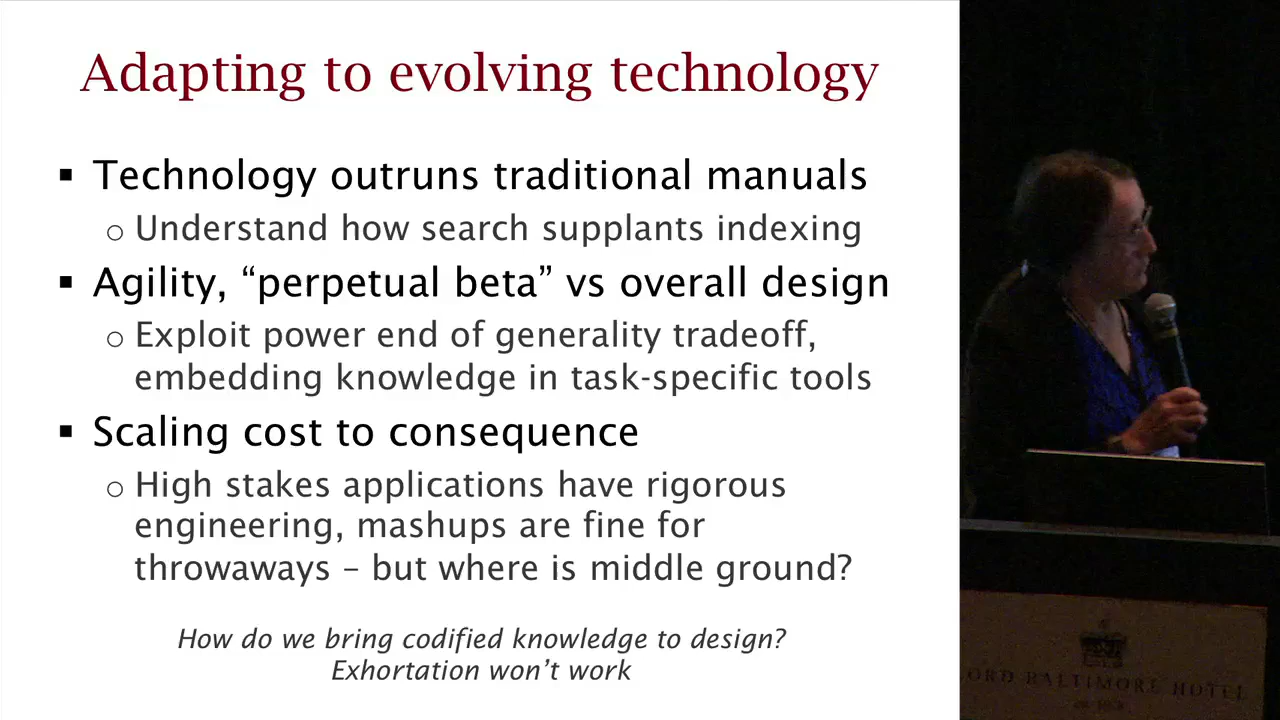 Adapting to evolving technology
▪ Technology outruns traditional manuals
o Understand how search supplants indexing
▪ Agility, “perpetual beta” vs overall design
o Exploit power end of generality tradeoff,
embedding knowledge in task-specific tools
▪ Scaling cost to consequence
o High stakes applications have rigorous
engineering, mashups are fine for
throwaways – but where is middle ground?
How do we bring codified knowledge to design?
Exhortation won’t work
ORD BALTIMORE HOTEL